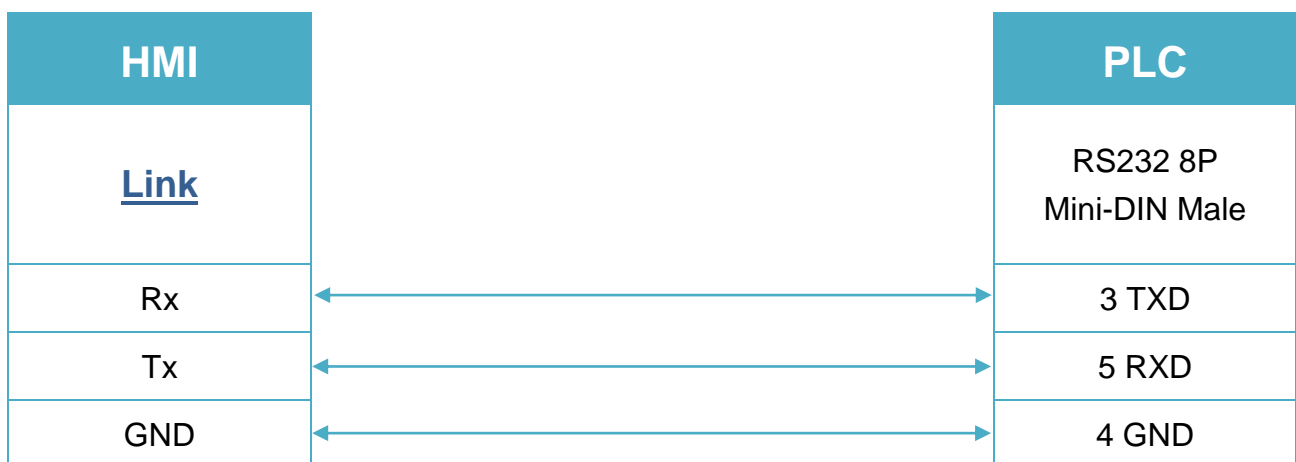 HMI PLC
Link RS232 8P
Mini-DIN Male
Rx 3 TXD
Tx 5 RXD
GND 4 GND